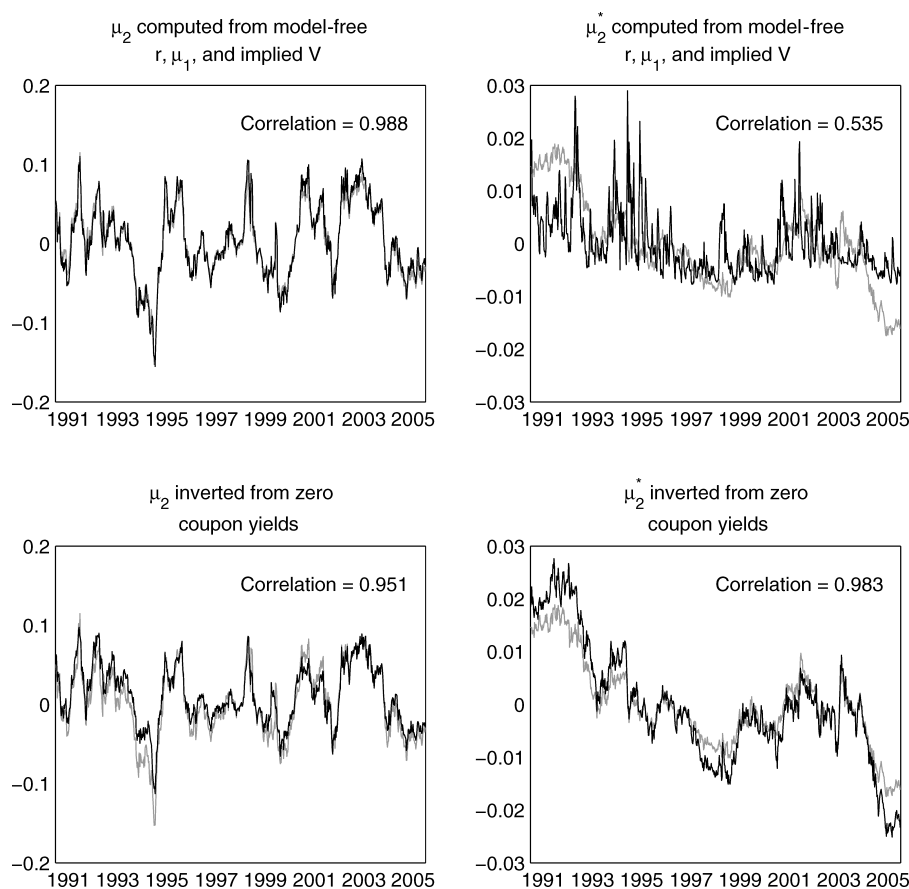 μ2 computed from model-free
r, μ1, and implied V
0.2
0.1
0
−0.1
−0.2
Correlation = 0.988
1991 1993 1995 1997 1999 2001 2003 2005
μ2* computed from model-free
r, μ1, and implied V
0.03
0.02
0.01
0
−0.01
−0.02
−0.03
Correlation = 0.535
1991 1993 1995 1997 1999 2001 2003 2005
μ2 inverted from zero
coupon yields
0.2
0.1
0
−0.1
−0.2
Correlation = 0.951
1991 1993 1995 1997 1999 2001 2003 2005
μ2* inverted from zero
coupon yields
0.03
0.02
0.01
0
−0.01
−0.02
−0.03
Correlation = 0.983
1991 1993 1995 1997 1999 2001 2003 2005